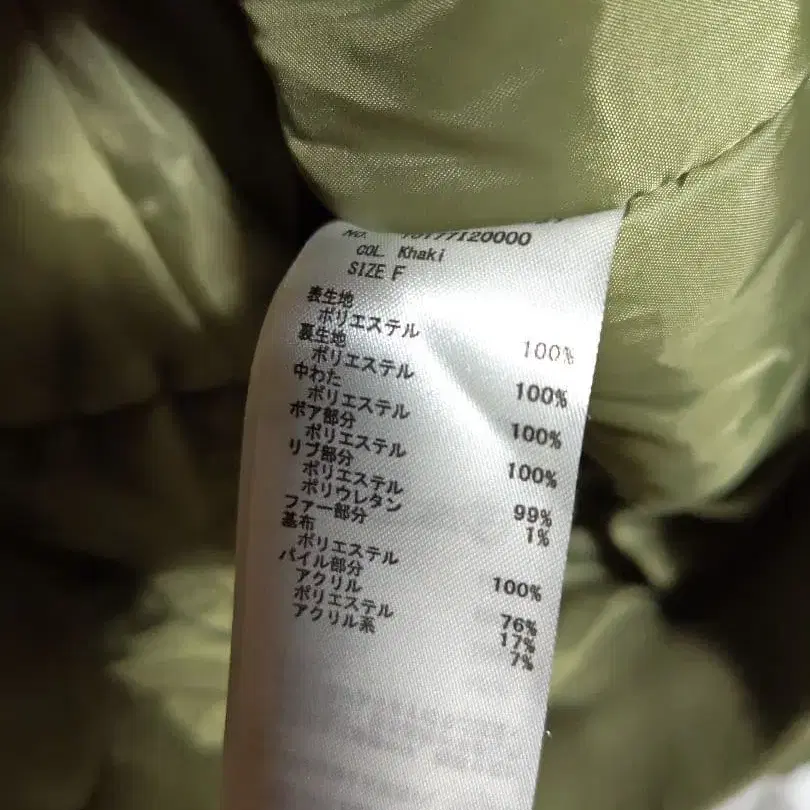 NO.
COL. Khaki
SIZE F
表生地
ポリエステル 100%
裏生地
ポリエステル 100%
中わた
ポリエステル 100%
ボア部分
ポリエステル 100%
リブ部分
ポリエステル 99%
ポリウレタン 1%
ファー部分
基布
ポリエステル 100%
パイル部分
アクリル 76%
ポリエステル 17%
アクリル系 7%